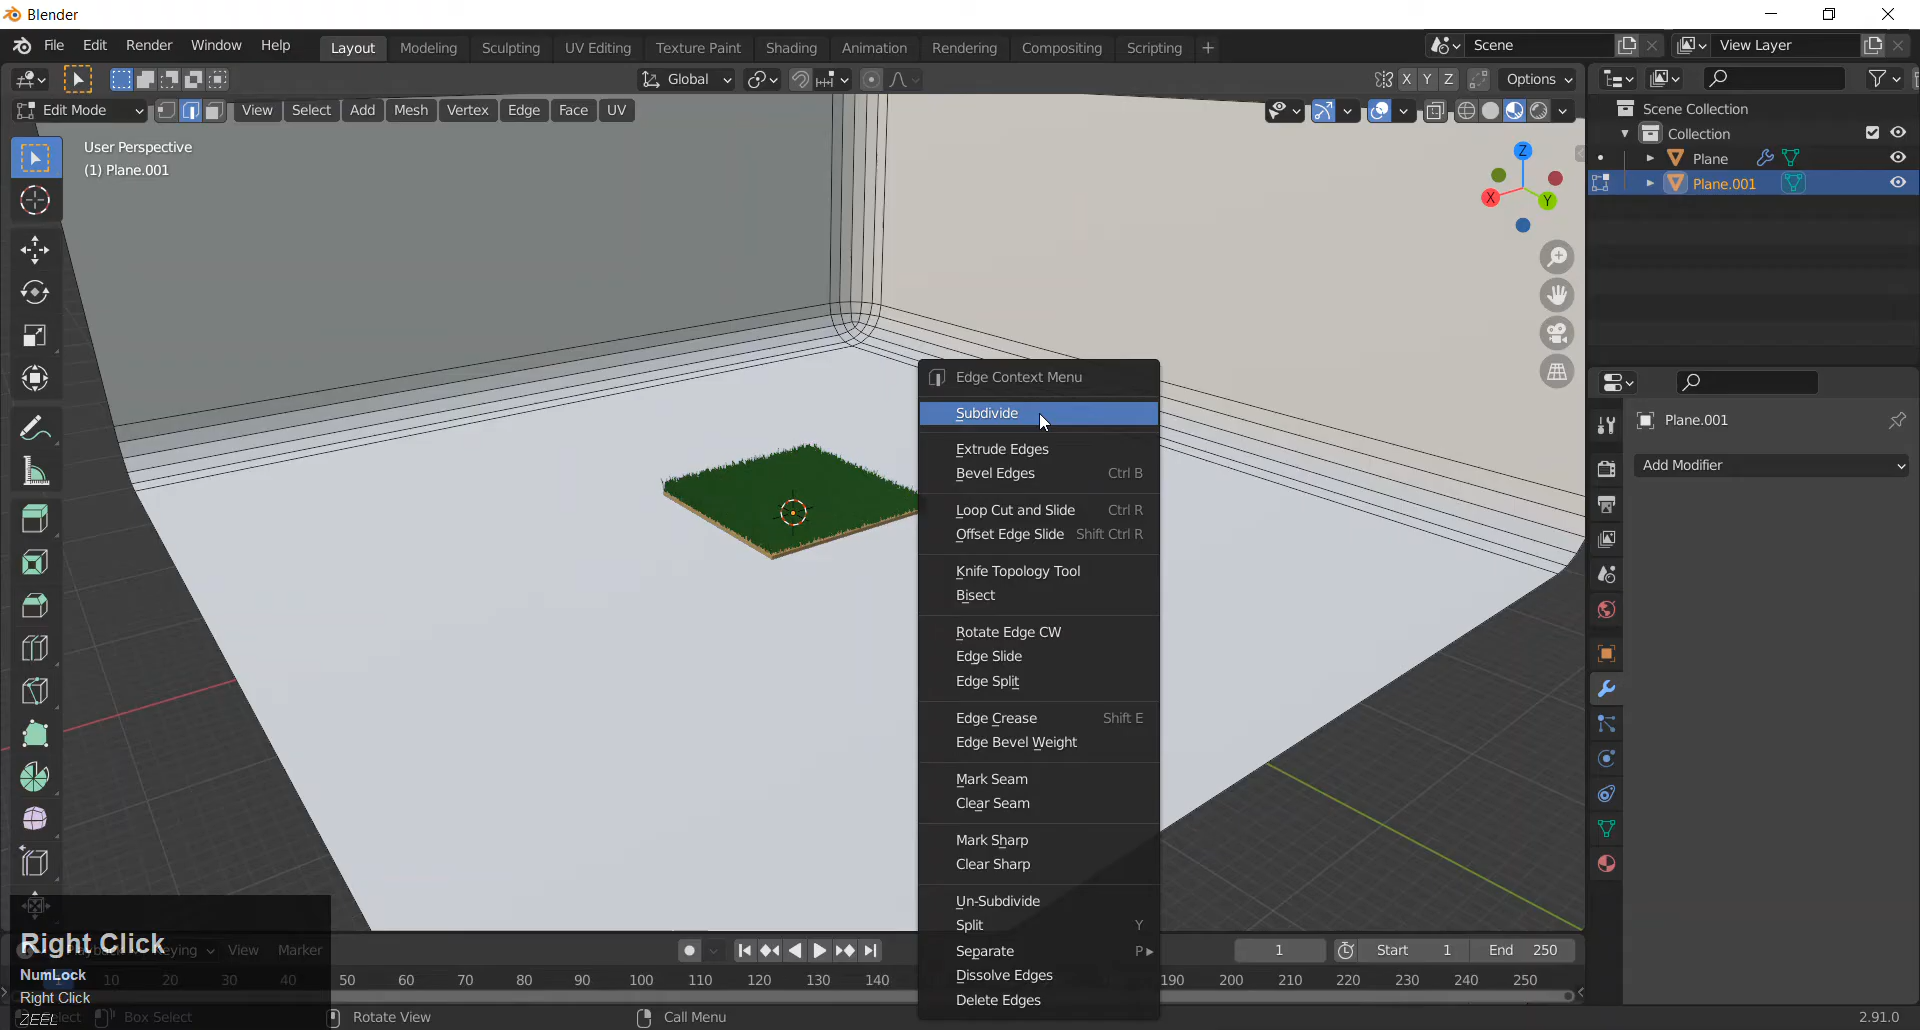 Blender
File Edit Render Window Help Layout Modeling Sculpting UV Editing Texture Paint Shading Animation Rendering Compositing Scripting + Scene View Layer
Global X Y Z Options
Edit Mode View Select Add Mesh Vertex Edge Face UV
User Perspective
(1) Plane.001
Z
X
Y
Scene Collection
Collection
Plane
Plane.001
Plane.001
Add Modifier
Edge Context Menu
Subdivide
Extrude Edges
Bevel Edges Ctrl B
Loop Cut and Slide Ctrl R
Offset Edge Slide Shift Ctrl R
Knife Topology Tool
Bisect
Rotate Edge CW
Edge Slide
Edge Split
Edge Crease Shift E
Edge Bevel Weight
Mark Seam
Clear Seam
Mark Sharp
Clear Sharp
Un-Subdivide
Split Y
Separate P
Dissolve Edges
Delete Edges
Right Click
NumLock
Right Click
ZEEL
View Marker 1 Start 1 End 250
1 10 20 30 40 50 60 70 80 90 100 110 120 130 140 190 200 210 220 230 240 250
Box Select Rotate View Call Menu 2.91.0